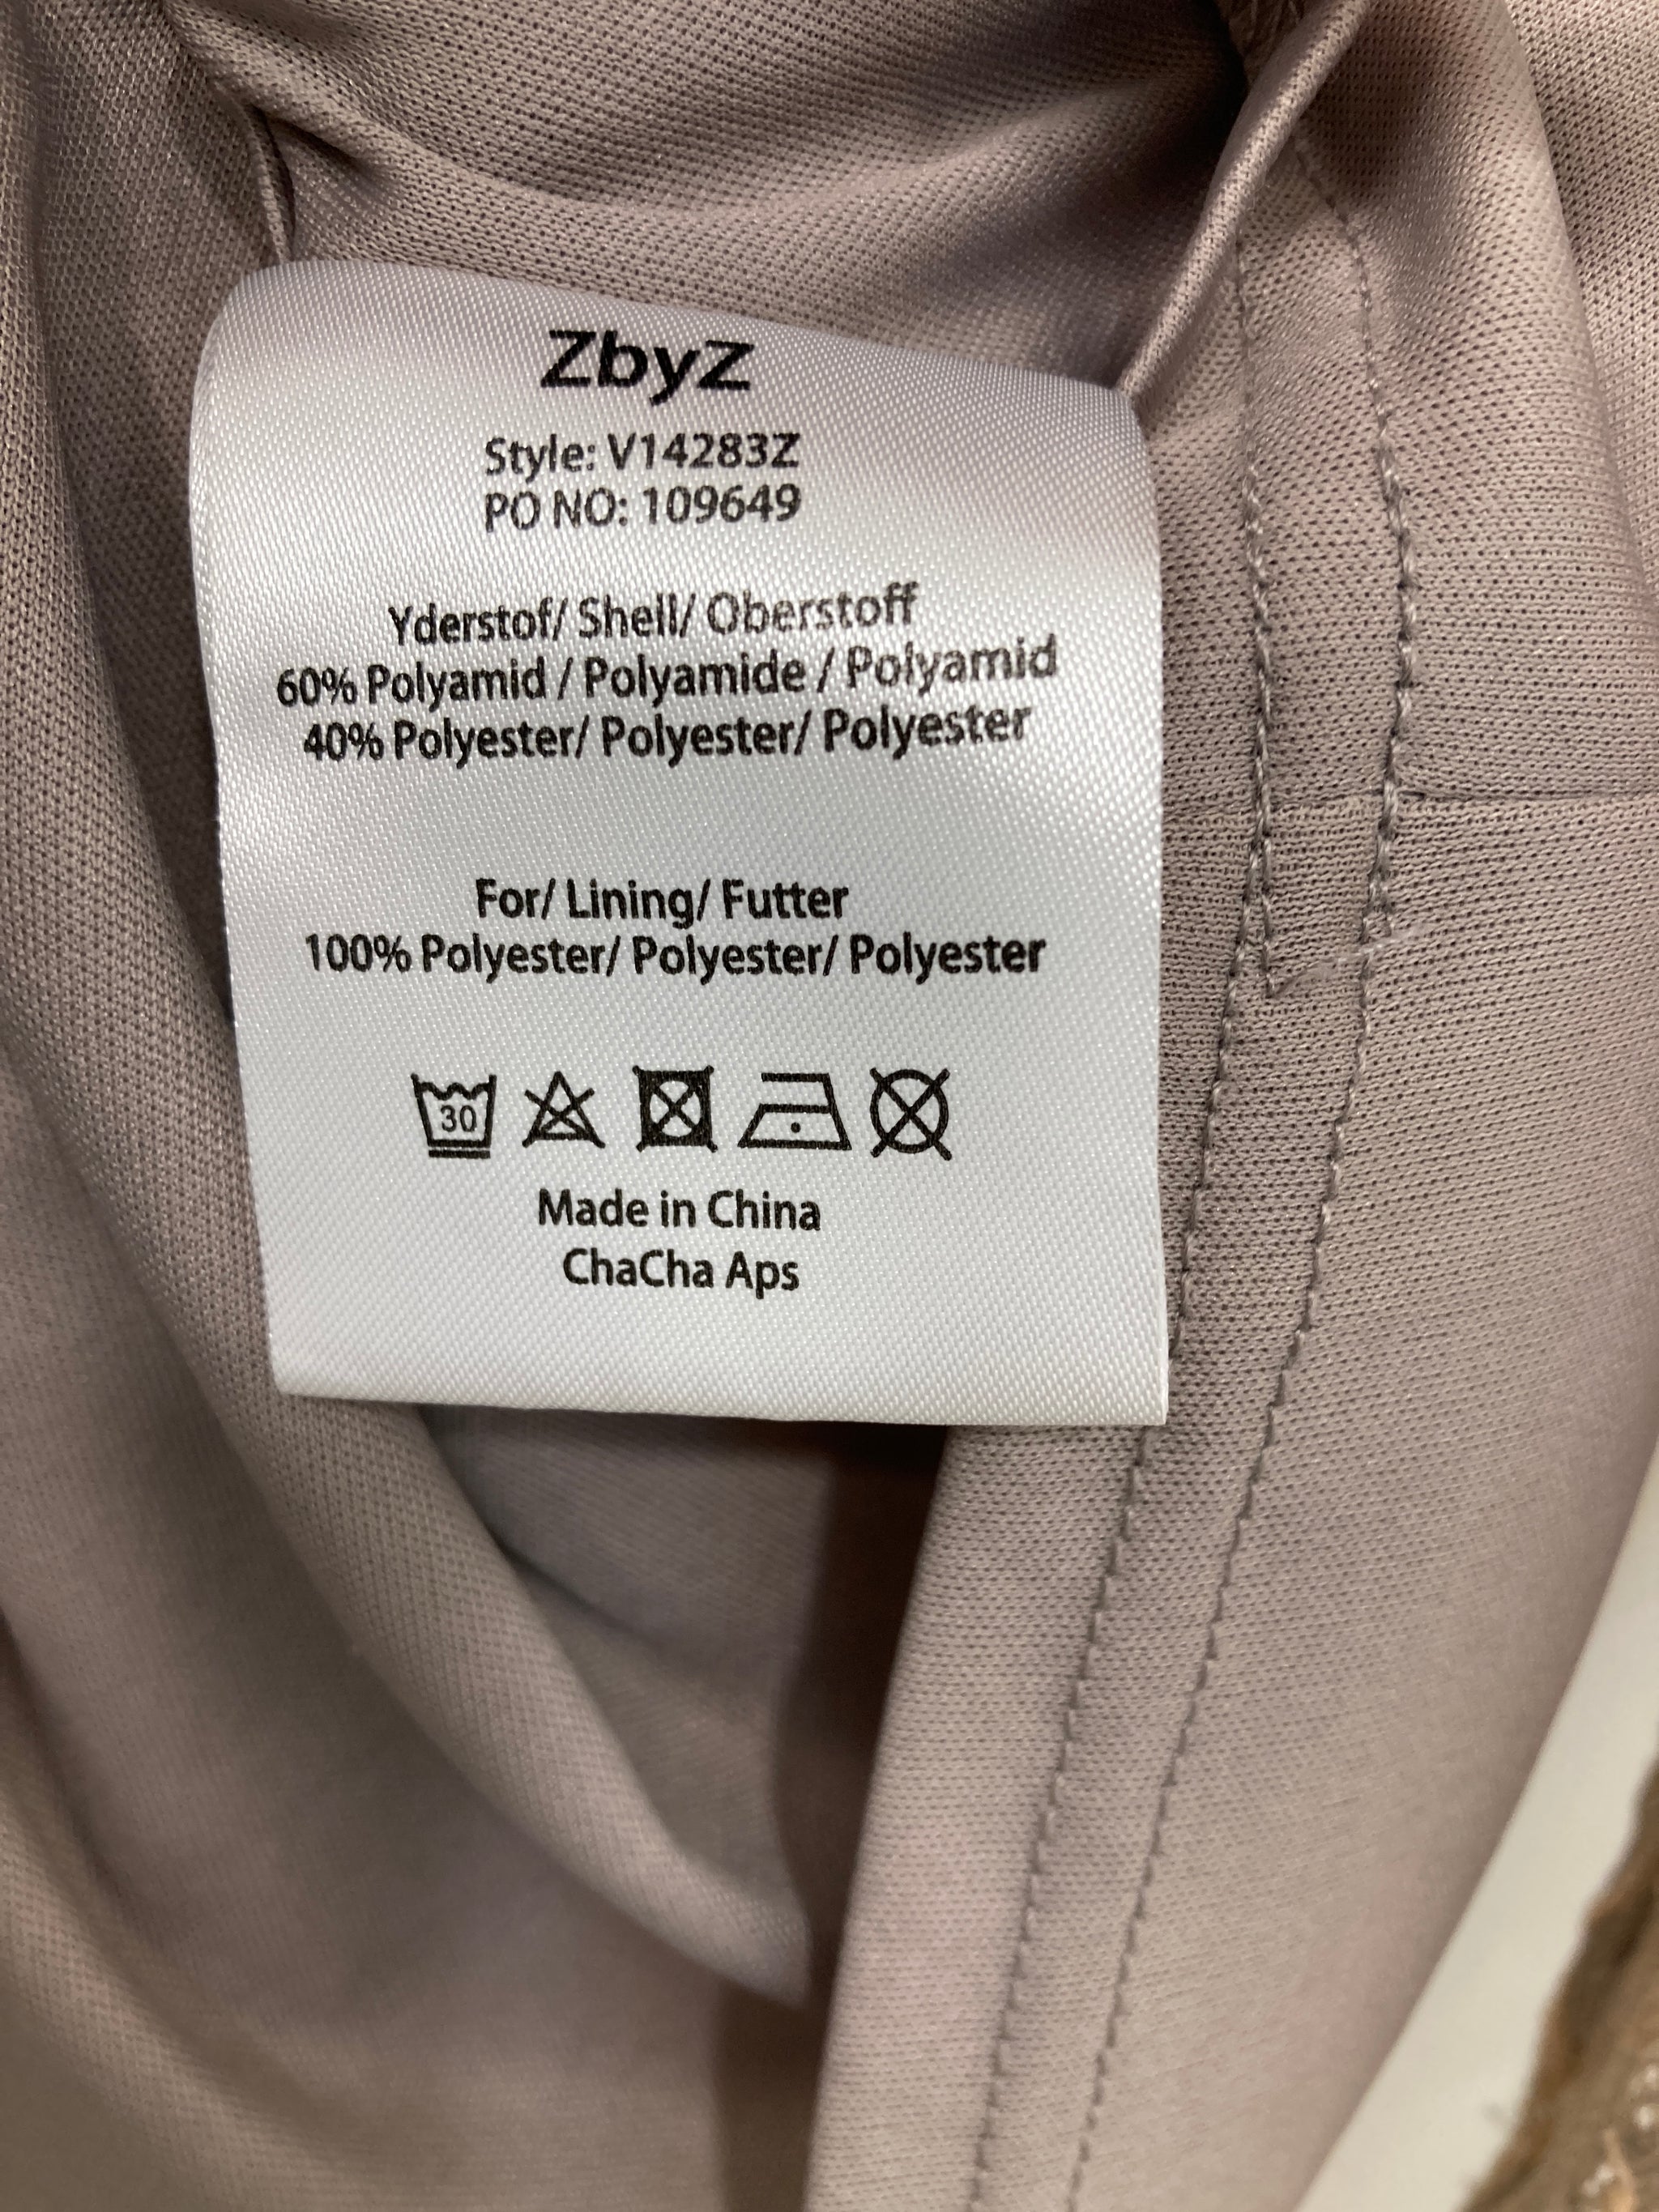 ZbyZ
Style: V14283Z
PO NO: 109649
Yderstof/ Shell/ Oberstoff
60% Polyamid / Polyamide / Polyamid
40% Polyester/ Polyester/ Polyester
For/ Lining/ Futter
100% Polyester/ Polyester/ Polyester
30
Made in China
ChaCha Aps